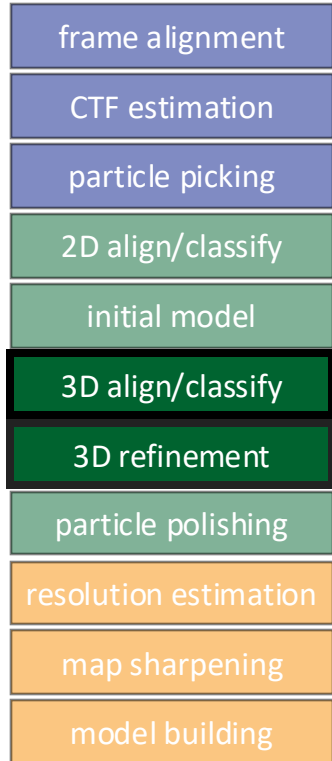 frame alignment
CTF estimation
particle picking
2D align/classify
initial model
3D align/classify
3D refinement
particle polishing
resolution estimation
map sharpening
model building